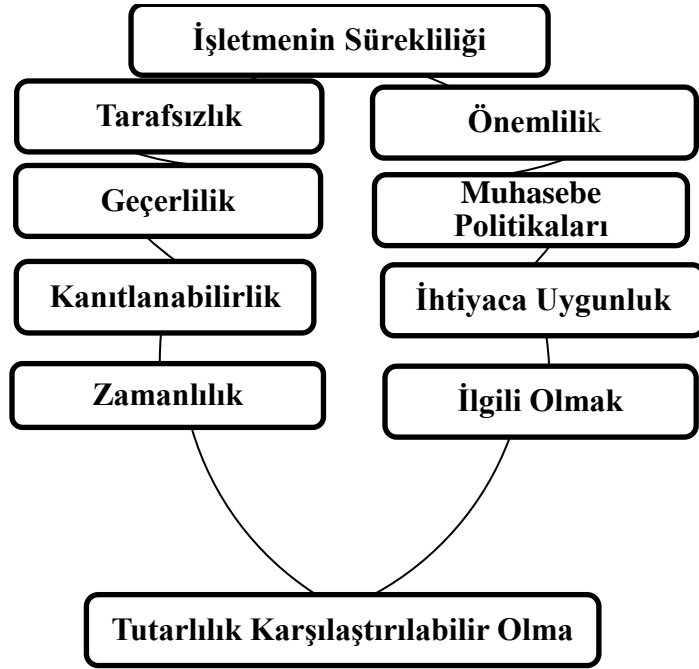 İşletmenin Sürekliliği
Tarafsızlık
Önemlilik
Geçerlilik
Muhasebe
Politikaları
Kanıtlanabilirlik
İhtiyaca Uygunluk
Zamanlılık
İlgili Olmak
Tutarlılık Karşılaştırılabilir Olma